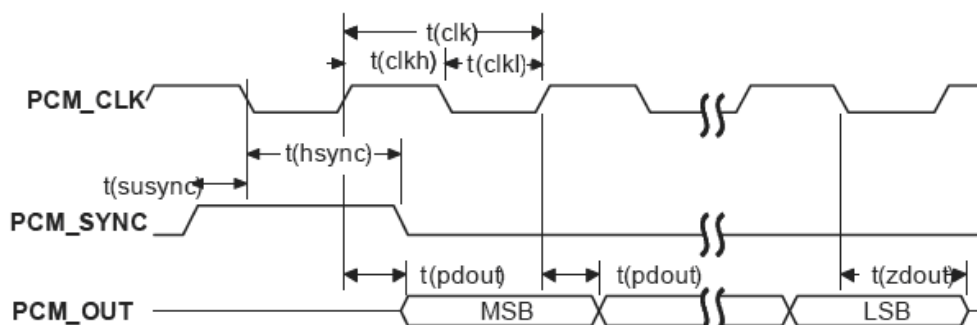 t(clk)
t(clkh) t(clkl)
PCM_CLK
t(hsync)
t(susync)
PCM_SYNC
t(pdout) t(pdout) t(zdout)
PCM_OUT MSB LSB